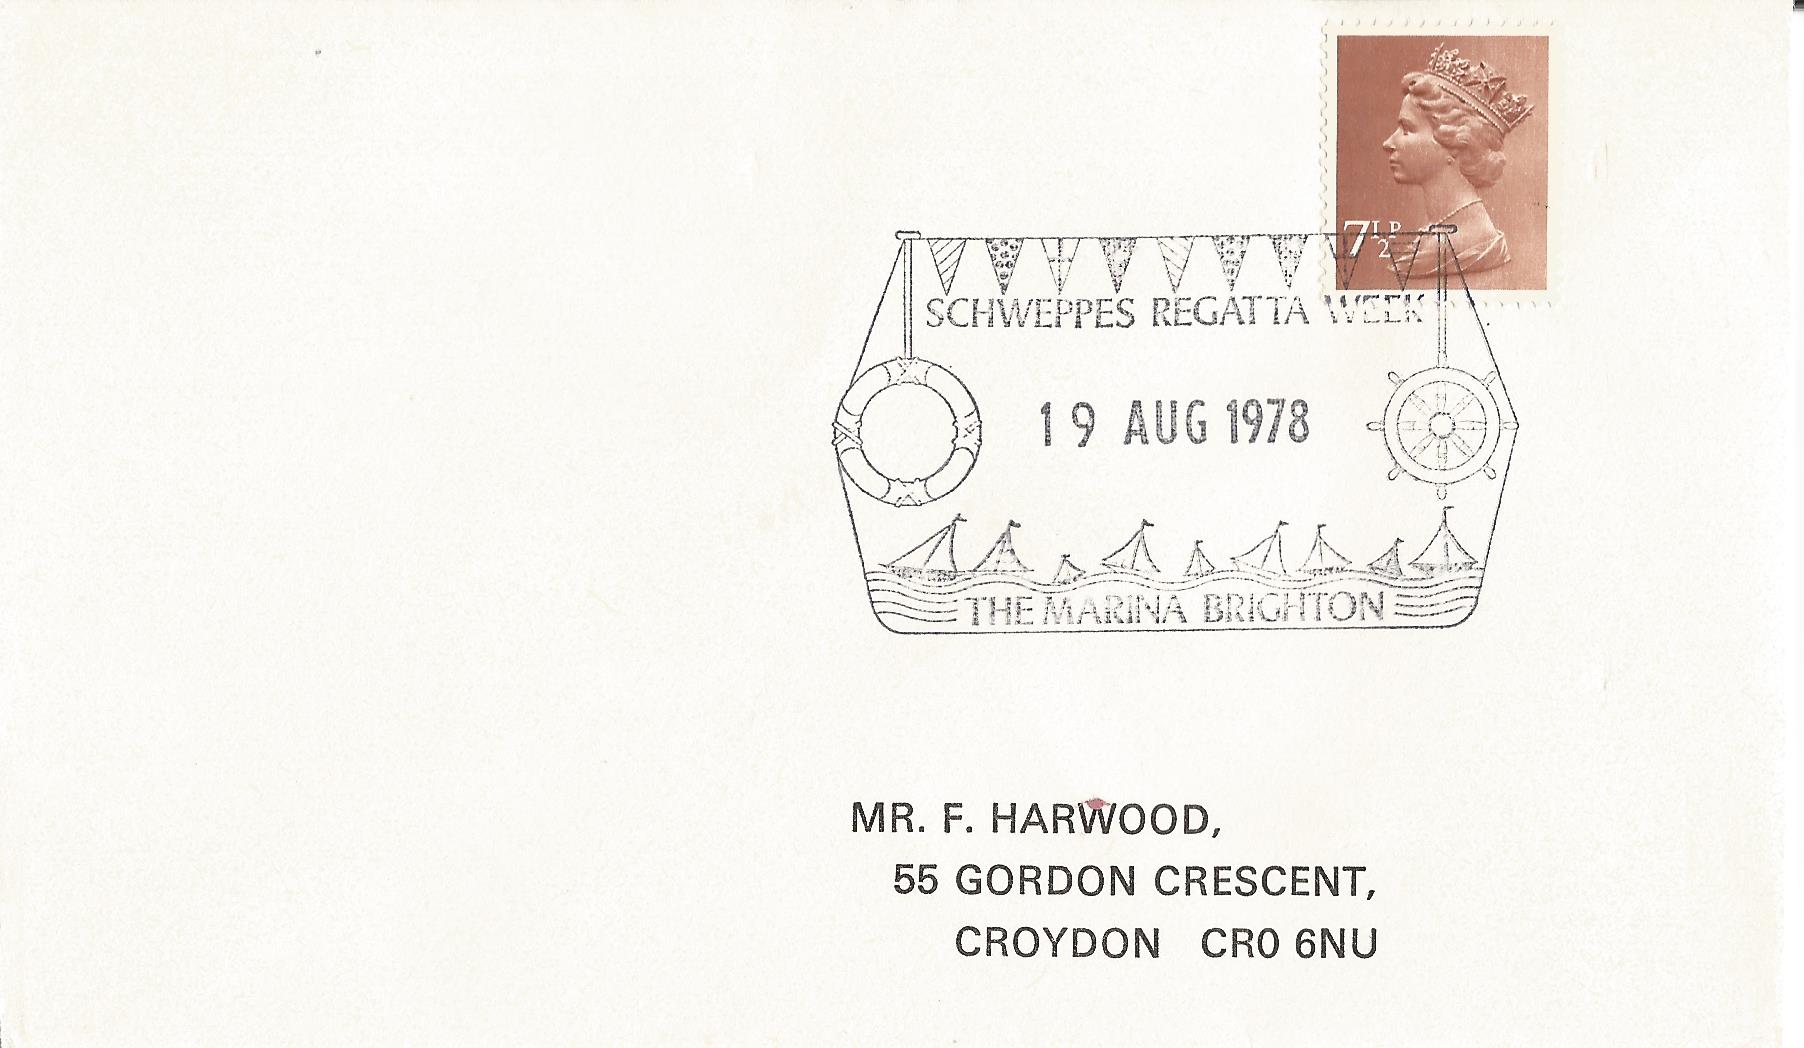 7½P
SCHWEPPES REGATTA WEEK
19 AUG 1978
THE MARINA BRIGHTON
MR. F. HARWOOD,
55 GORDON CRESCENT,
CROYDON CR0 6NU